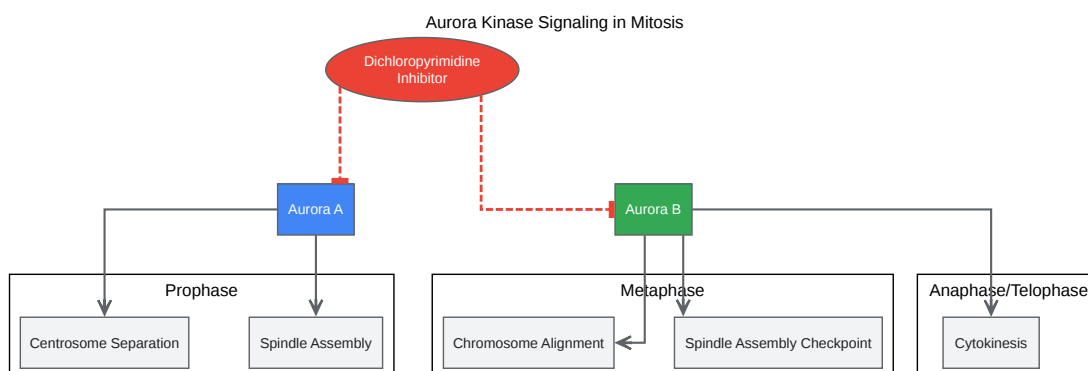 Aurora Kinase Signaling in Mitosis
Dichloropyrimidine
Inhibitor
Aurora A
Aurora B
Prophase
Metaphase
Anaphase/Telophase
Centrosome Separation
Spindle Assembly
Chromosome Alignment
Spindle Assembly Checkpoint
Cytokinesis